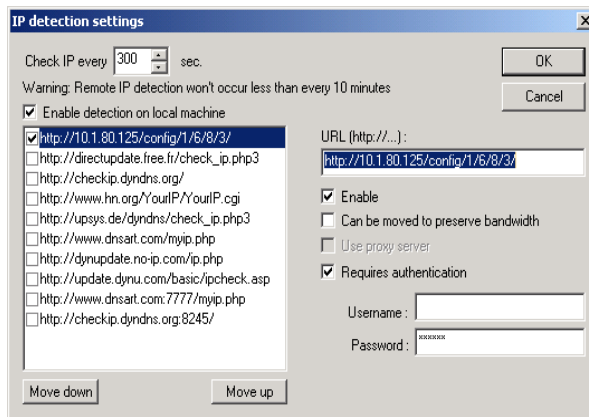 IP detection settings
Check IP every 300 sec.
OK
Warning: Remote IP detection won't occur less than every 10 minutes
Cancel
Enable detection on local machine
http://10.1.80.125/config/1/6/8/3/
http://directupdate.free.fr/check_ip.php3
http://checkip.dyndns.org/
http://www.hn.org/YourIP/YourIP.cgi
http://upsys.de/dyndns/check_ip.php3
http://www.dnsart.com/myip.php
http://dynupdate.no-ip.com/ip.php
http://update.dynu.com/basic/ipcheck.asp
http://www.dnsart.com:7777/myip.php
http://checkip.dyndns.org:8245/
URL (http://...) :
http://10.1.80.125/config/1/6/8/3/
Enable
Can be moved to preserve bandwidth
Use proxy server
Requires authentication
Username :
Password : xxxxxx
Move down
Move up